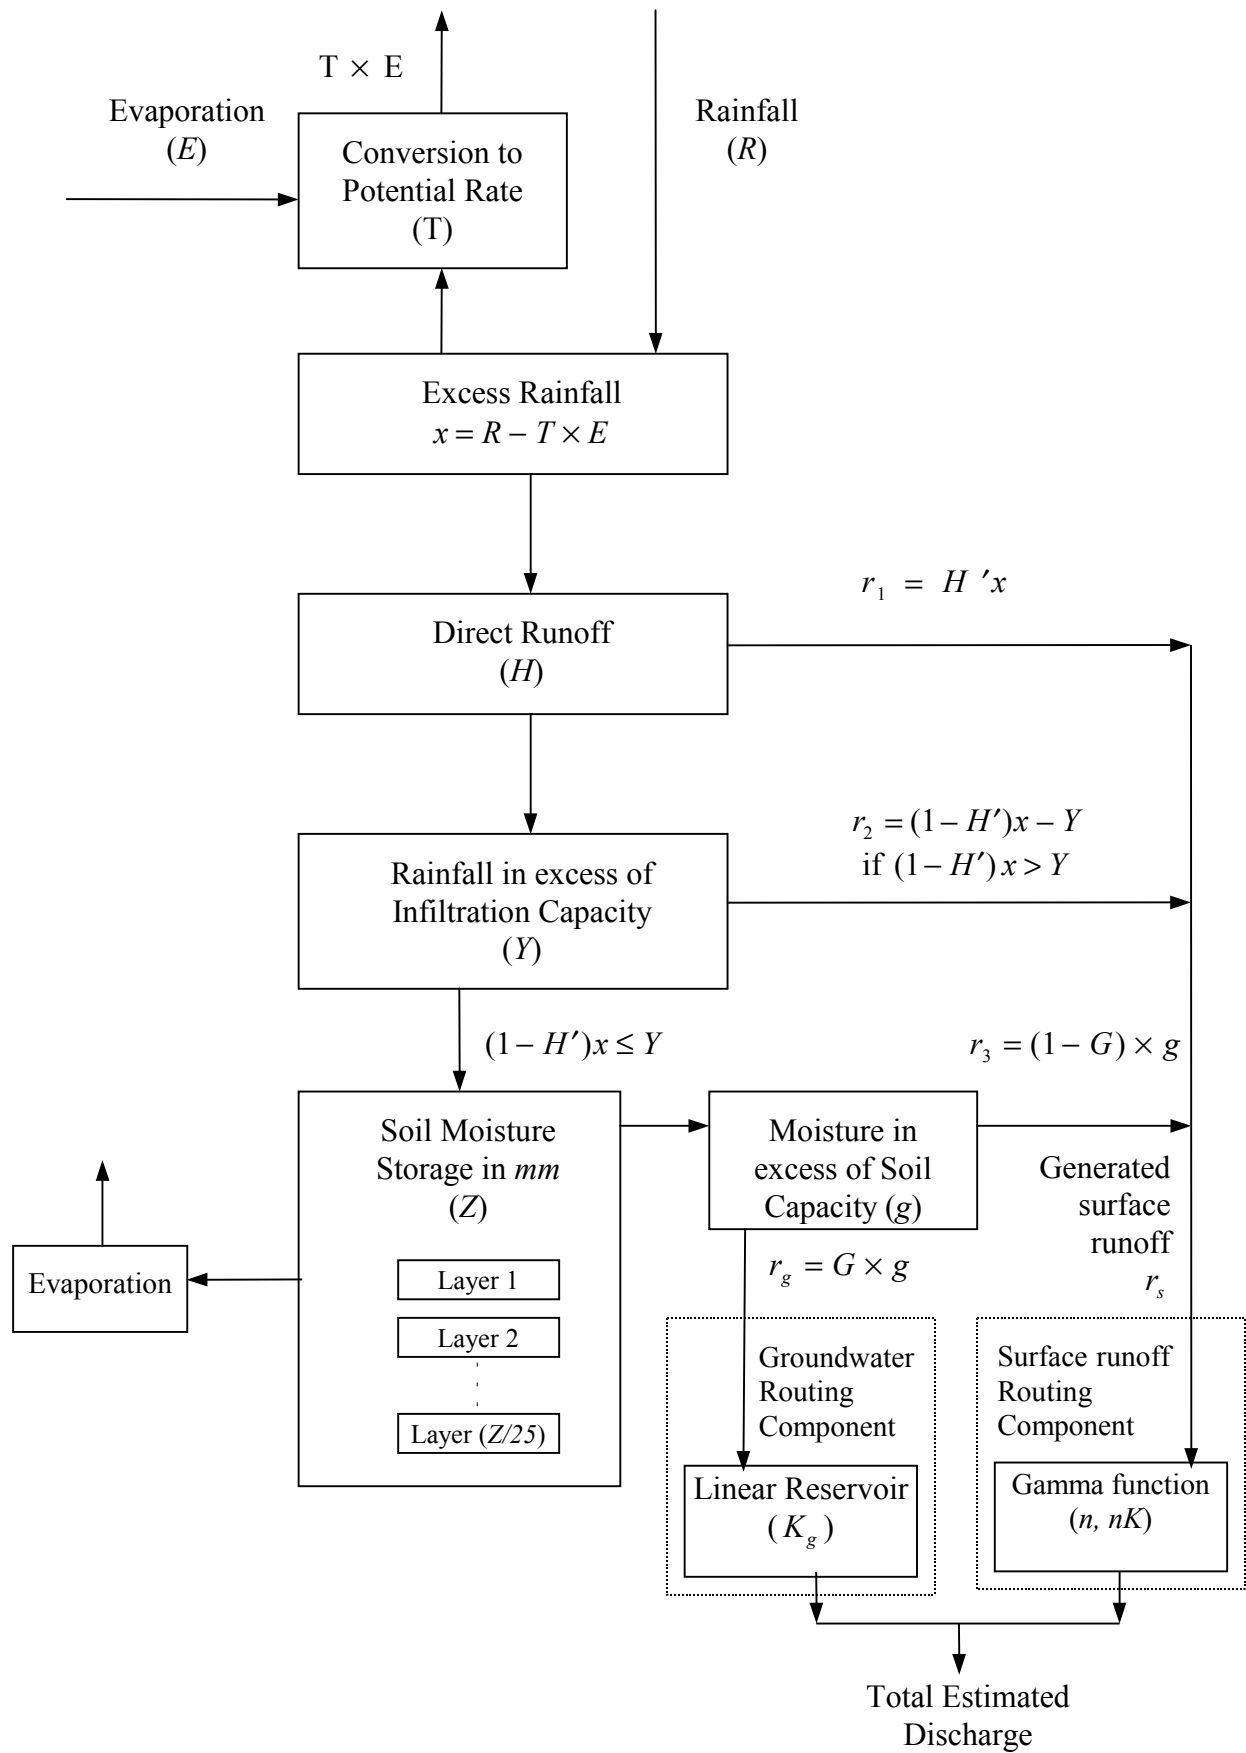 T × E
Evaporation
(E)
Rainfall
(R)
Conversion to
Potential Rate
(T)
Excess Rainfall
x = R − T × E
r₁ = H ′x
Direct Runoff
(H)
r₂ = (1 − H′)x − Y
if (1 − H′) x > Y
Rainfall in excess of
Infiltration Capacity
(Y)
(1 − H′)x ≤ Y
r₃ = (1 − G) × g
Soil Moisture
Storage in mm
(Z)
Moisture in
excess of Soil
Capacity (g)
Generated
surface
runoff
rₛ
r_g = G × g
Evaporation
Layer 1
Layer 2
Layer (Z/25)
Groundwater
Routing
Component
Surface runoff
Routing
Component
Linear Reservoir
( K_g )
Gamma function
(n, nK)
Total Estimated
Discharge